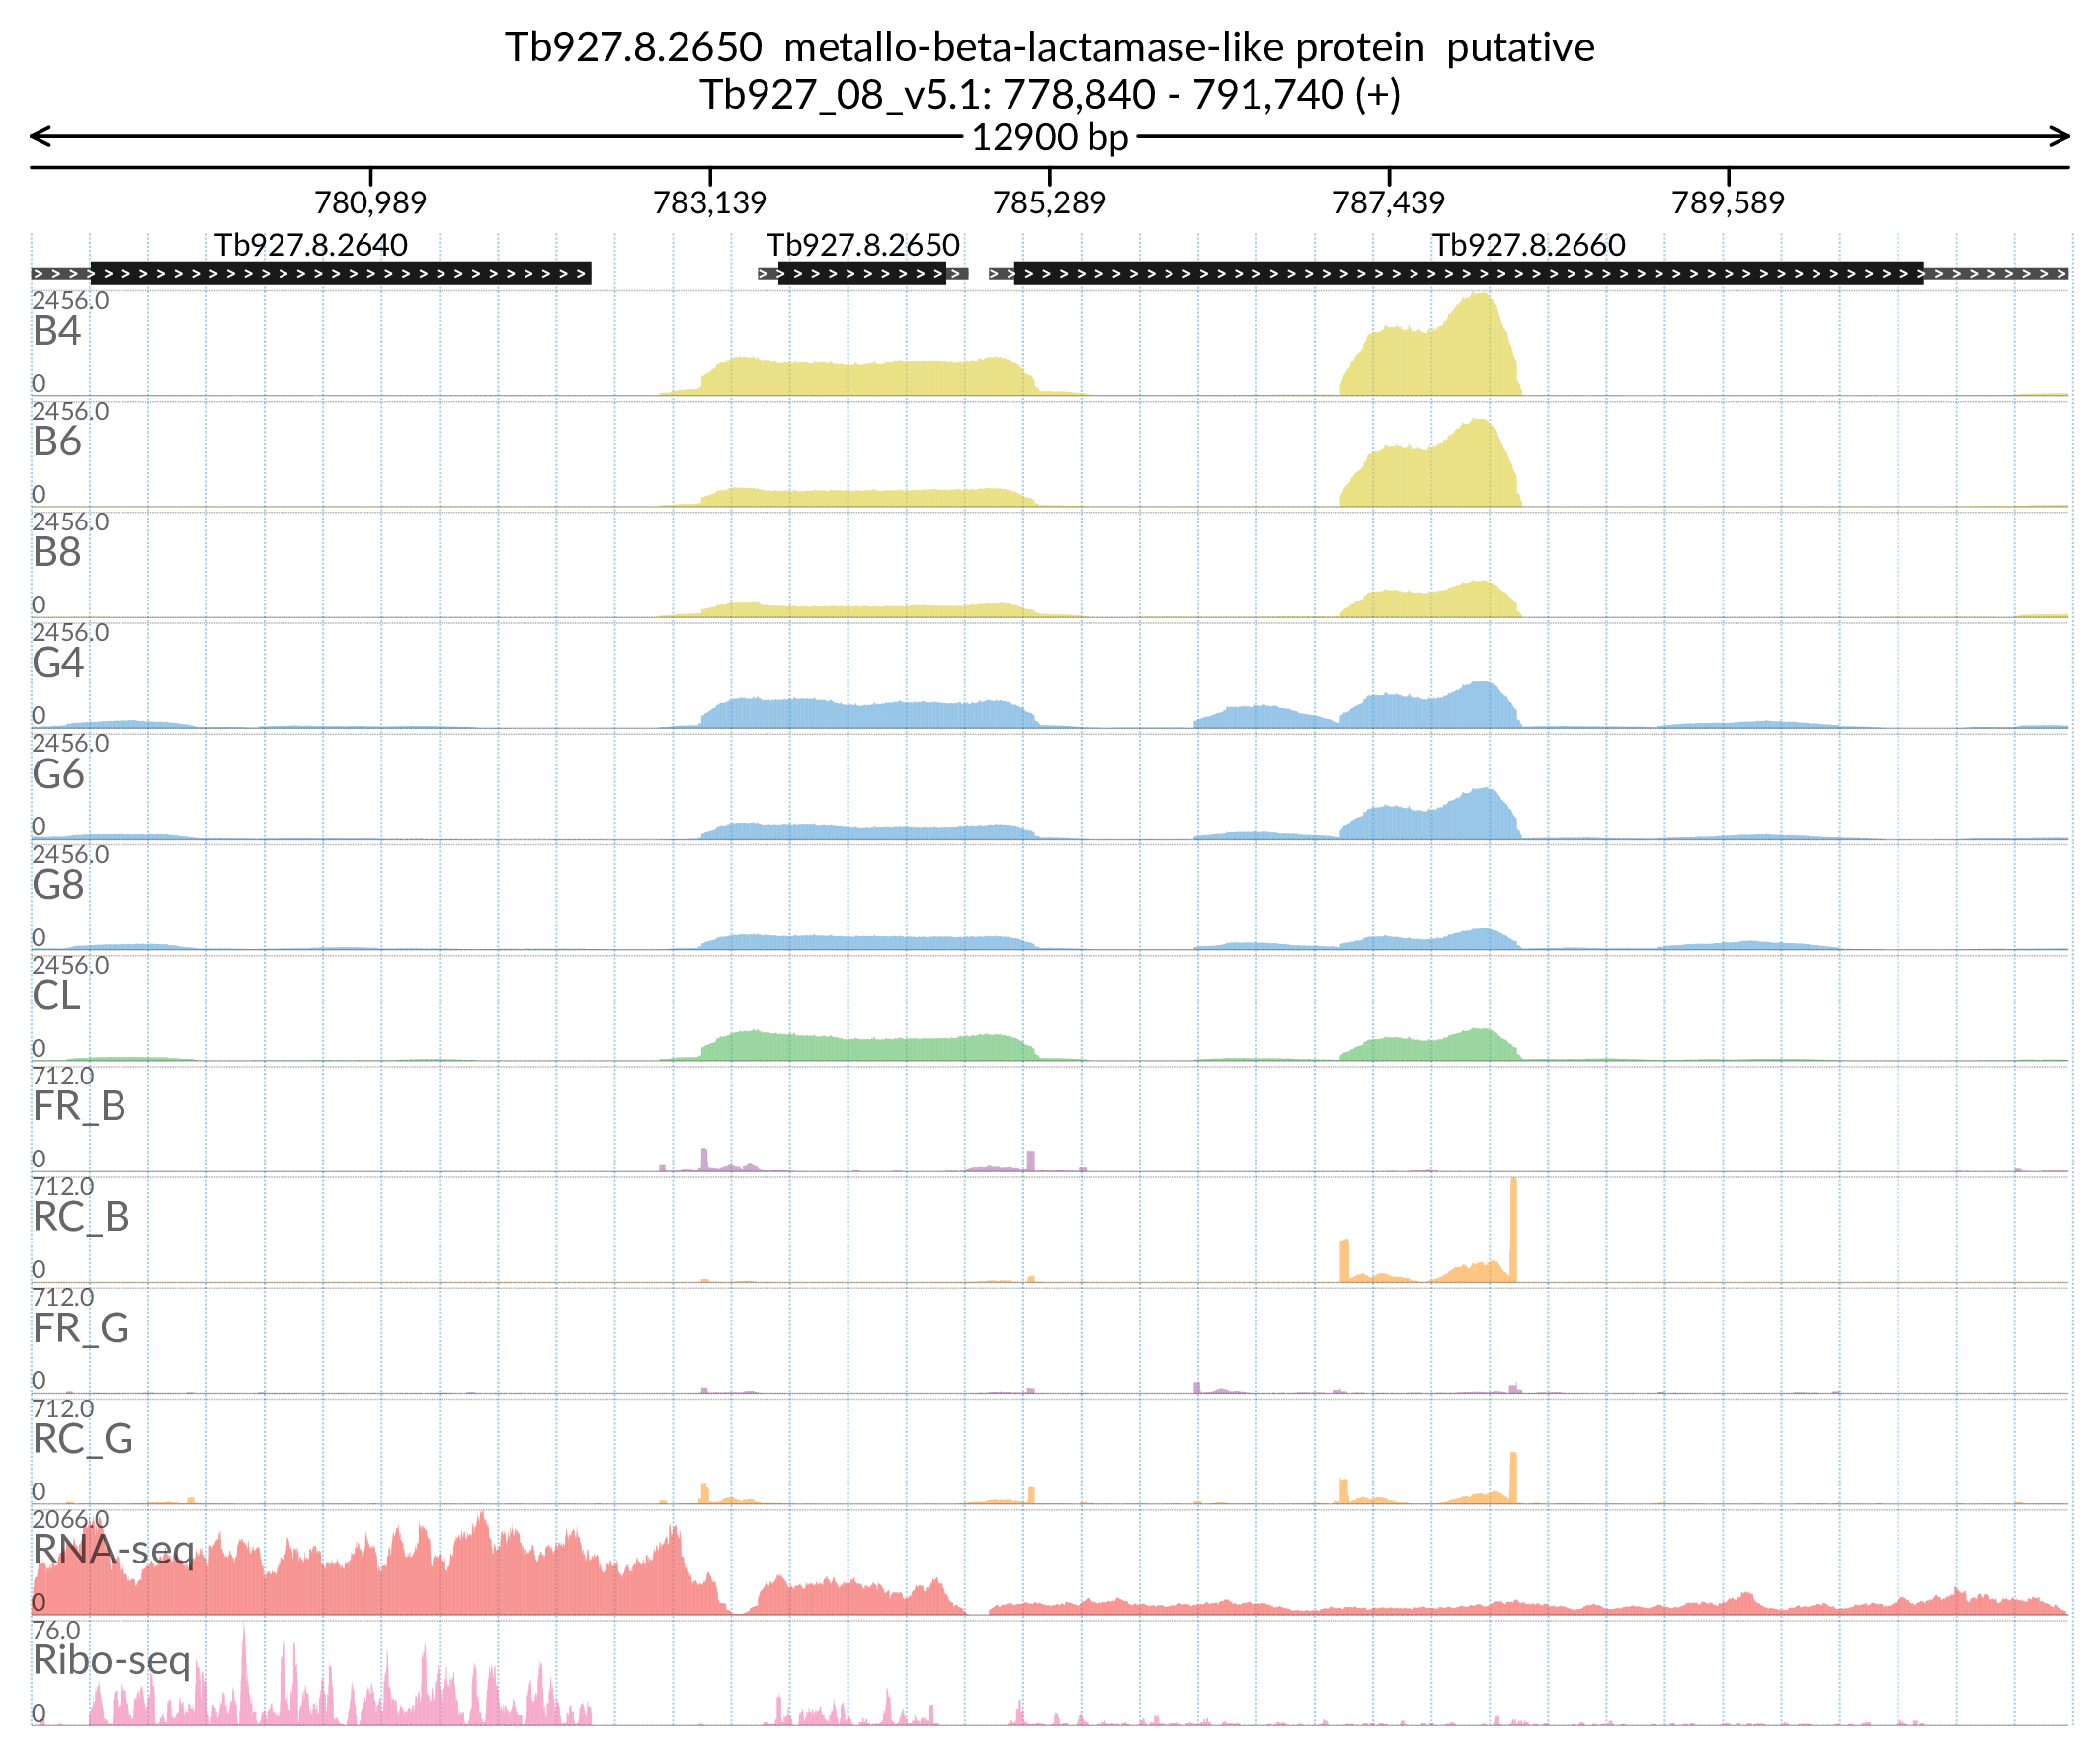 Tb927.8.2650  metallo-beta-lactamase-like protein  putative
Tb927_08_v5.1: 778,840 - 791,740 (+)
12900 bp
780,989 783,139 785,289 787,439 789,589
Tb927.8.2640 Tb927.8.2650 Tb927.8.2660
2456.0
B4
0
2456.0
B6
0
2456.0
B8
0
2456.0
G4
0
2456.0
G6
0
2456.0
G8
0
2456.0
CL
0
712.0
FR_B
0
712.0
RC_B
0
712.0
FR_G
0
712.0
RC_G
0
2066.0
RNA-seq
0
76.0
Ribo-seq
0